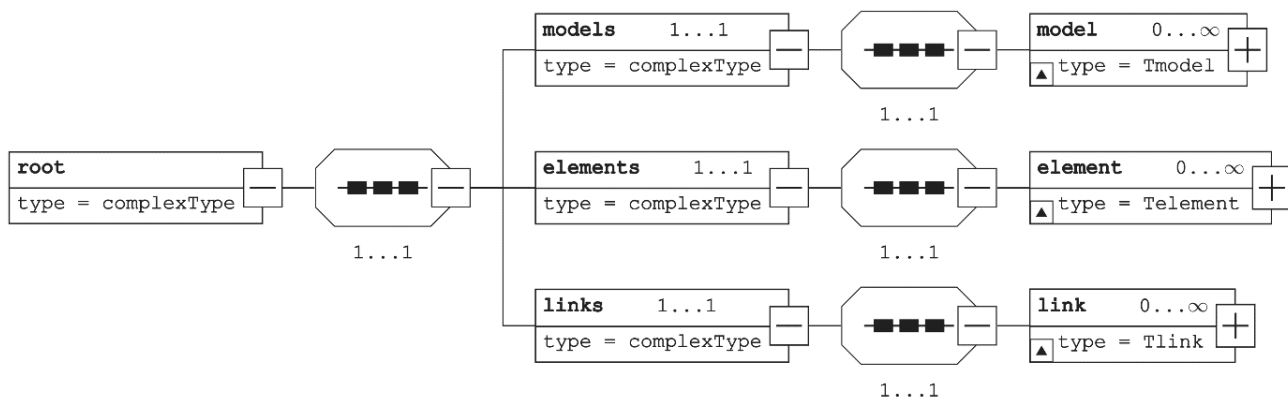 models 1...1
type = complexType
1...1
model 0...∞
type = Tmodel
root
type = complexType
1...1
elements 1...1
type = complexType
1...1
element 0...∞
type = Telement
links 1...1
type = complexType
1...1
link 0...∞
type = Tlink